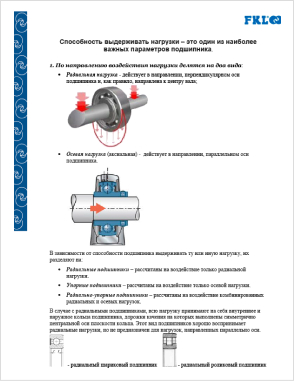 FKL
Способность выдерживать нагрузки – это один из наиболее
важных параметров подшипника.
1. По направлению воздействия нагрузки делятся на два вида:
• Радиальная нагрузка - действует в направлении, перпендикулярном оси
подшипника и, как правило, направлена к центру вала;
• Осевая нагрузка (аксиальная) – действует в направлении, параллельном оси
подшипника.
В зависимости от способности подшипника выдерживать ту или иную нагрузку, их
разделяют на:
• Радиальные подшипники – рассчитаны на воздействие только радиальной
нагрузки.
• Упорные подшипники – рассчитаны на воздействие только осевой нагрузки.
• Радиально-упорные подшипники – рассчитаны на воздействие комбинированных
радиальных и осевых нагрузок.
В случае с радиальными подшипниками, всю нагрузку принимают на себя внутреннее и
наружное кольца подшипника, дорожки качения на которых выполнены симметрично
центральной оси плоскости кольца. Этот вид подшипников хорошо воспринимает
радиальные нагрузки, но не предназначен для нагрузок, направленных параллельно оси.
- радиальный шариковый подшипник
- радиальный роликовый подшипник